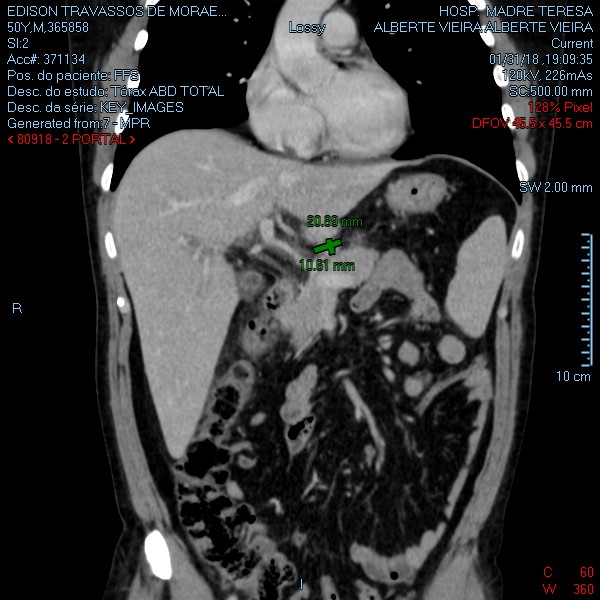 EDISON TRAVASSOS DE MORAE...
50Y,M,365858
SI:2
Acc#: 371134
Pos. do paciente: FFS
Desc. do estudo: Tórax ABD TOTAL
Desc. da série: KEY_IMAGES
Generated from:7 - MPR
< 80918 - 2 PORTAL >
Lossy
HOSP. MADRE TERESA
ALBERTE VIEIRA ALBERTE VIEIRA
Current
01/31/18 ,19:09:35
120kV, 226mAs
SC:500.00 mm
128% Pixel
DFOV 45.5 x 45.5 cm
SW 2.00 mm
20.89 mm
10.61 mm
R
10 cm
I
C 60
W 360